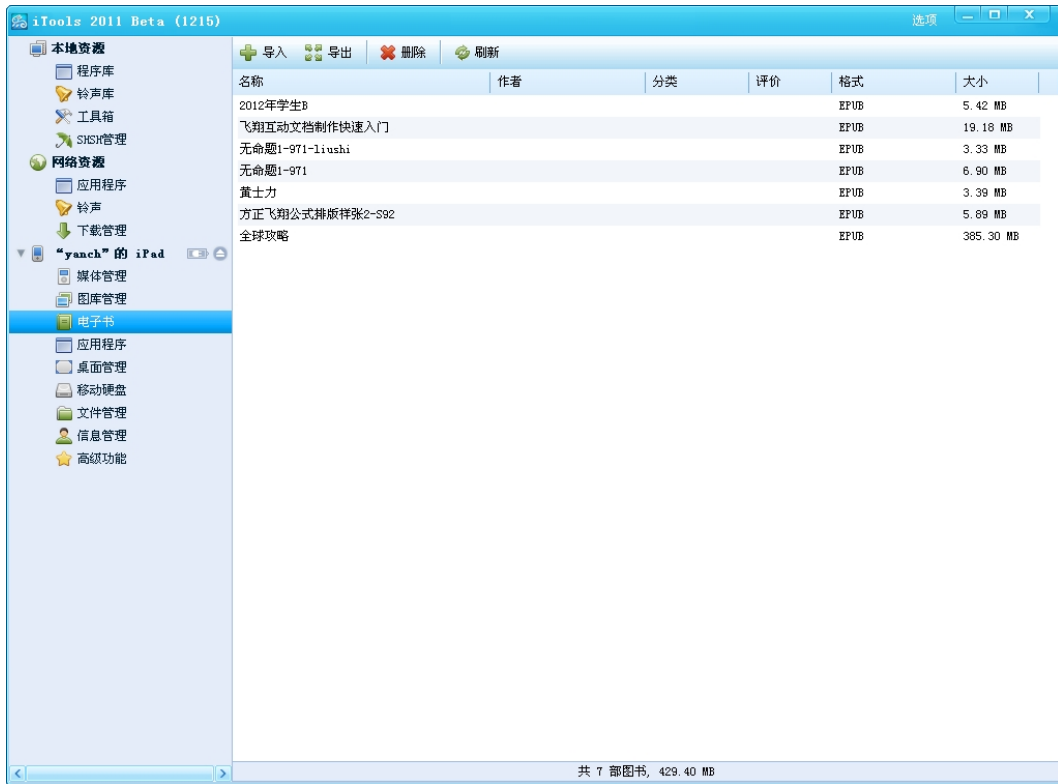 iTools 2011 Beta (1215)
选项
本地资源
程序库
铃声库
工具箱
SHSH管理
网络资源
应用程序
铃声
下载管理
“yanch”的 iPad
媒体管理
图库管理
电子书
应用程序
桌面管理
移动硬盘
文件管理
信息管理
高级功能
导入 导出 删除 刷新
名称 作者 分类 评价 格式 大小
2012年学生B EPUB 5.42 MB
飞翔互动文档制作快速入门 EPUB 19.18 MB
无命题1-971-liushi EPUB 3.33 MB
无命题1-971 EPUB 6.90 MB
黄士力 EPUB 3.39 MB
方正飞翔公式排版样张2-S92 EPUB 5.89 MB
全球攻略 EPUB 385.30 MB
共 7 部图书, 429.40 MB